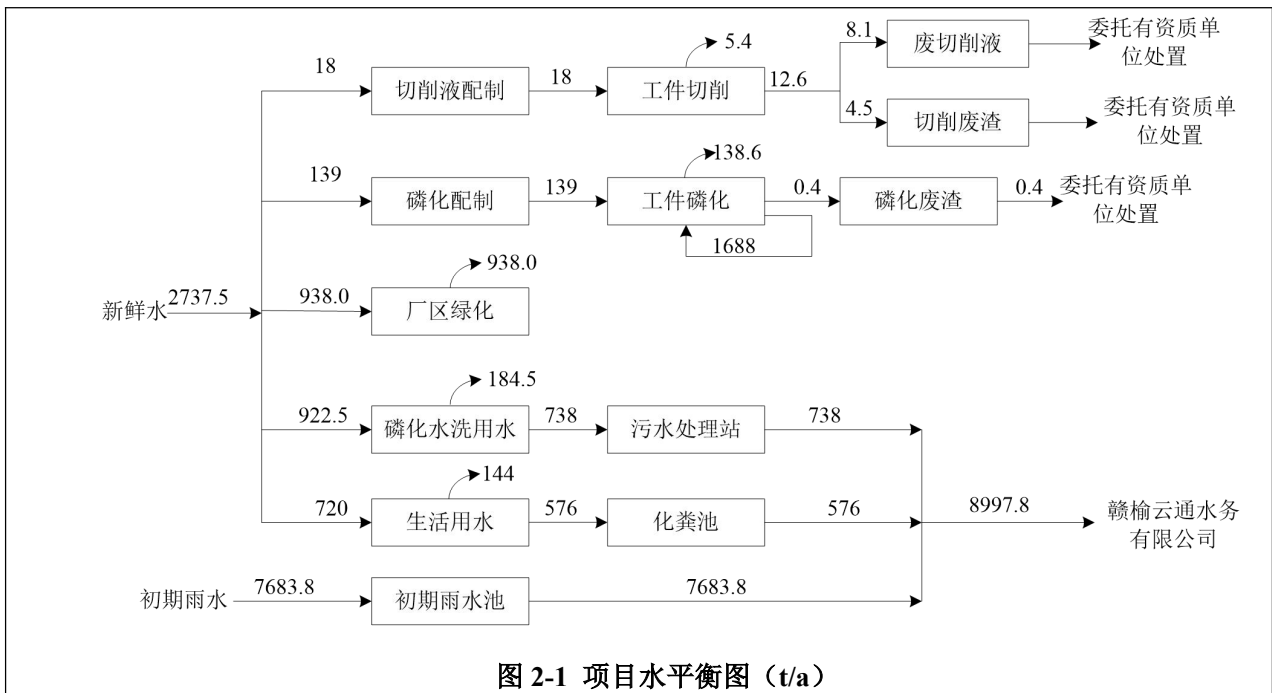 5.4
8.1
废切削液
委托有资质单
位处置
18
切削液配制
18
工件切削
12.6
4.5
切削废渣
委托有资质单
位处置
138.6
139
磷化配制
139
工件磷化
0.4
磷化废渣
0.4
委托有资质单
位处置
1688
938.0
新鲜水
2737.5
938.0
厂区绿化
184.5
922.5
磷化水洗用水
738
污水处理站
738
144
720
生活用水
576
化粪池
576
8997.8
赣榆云通水务
有限公司
初期雨水
7683.8
初期雨水池
7683.8
图 2-1 项目水平衡图（t/a）